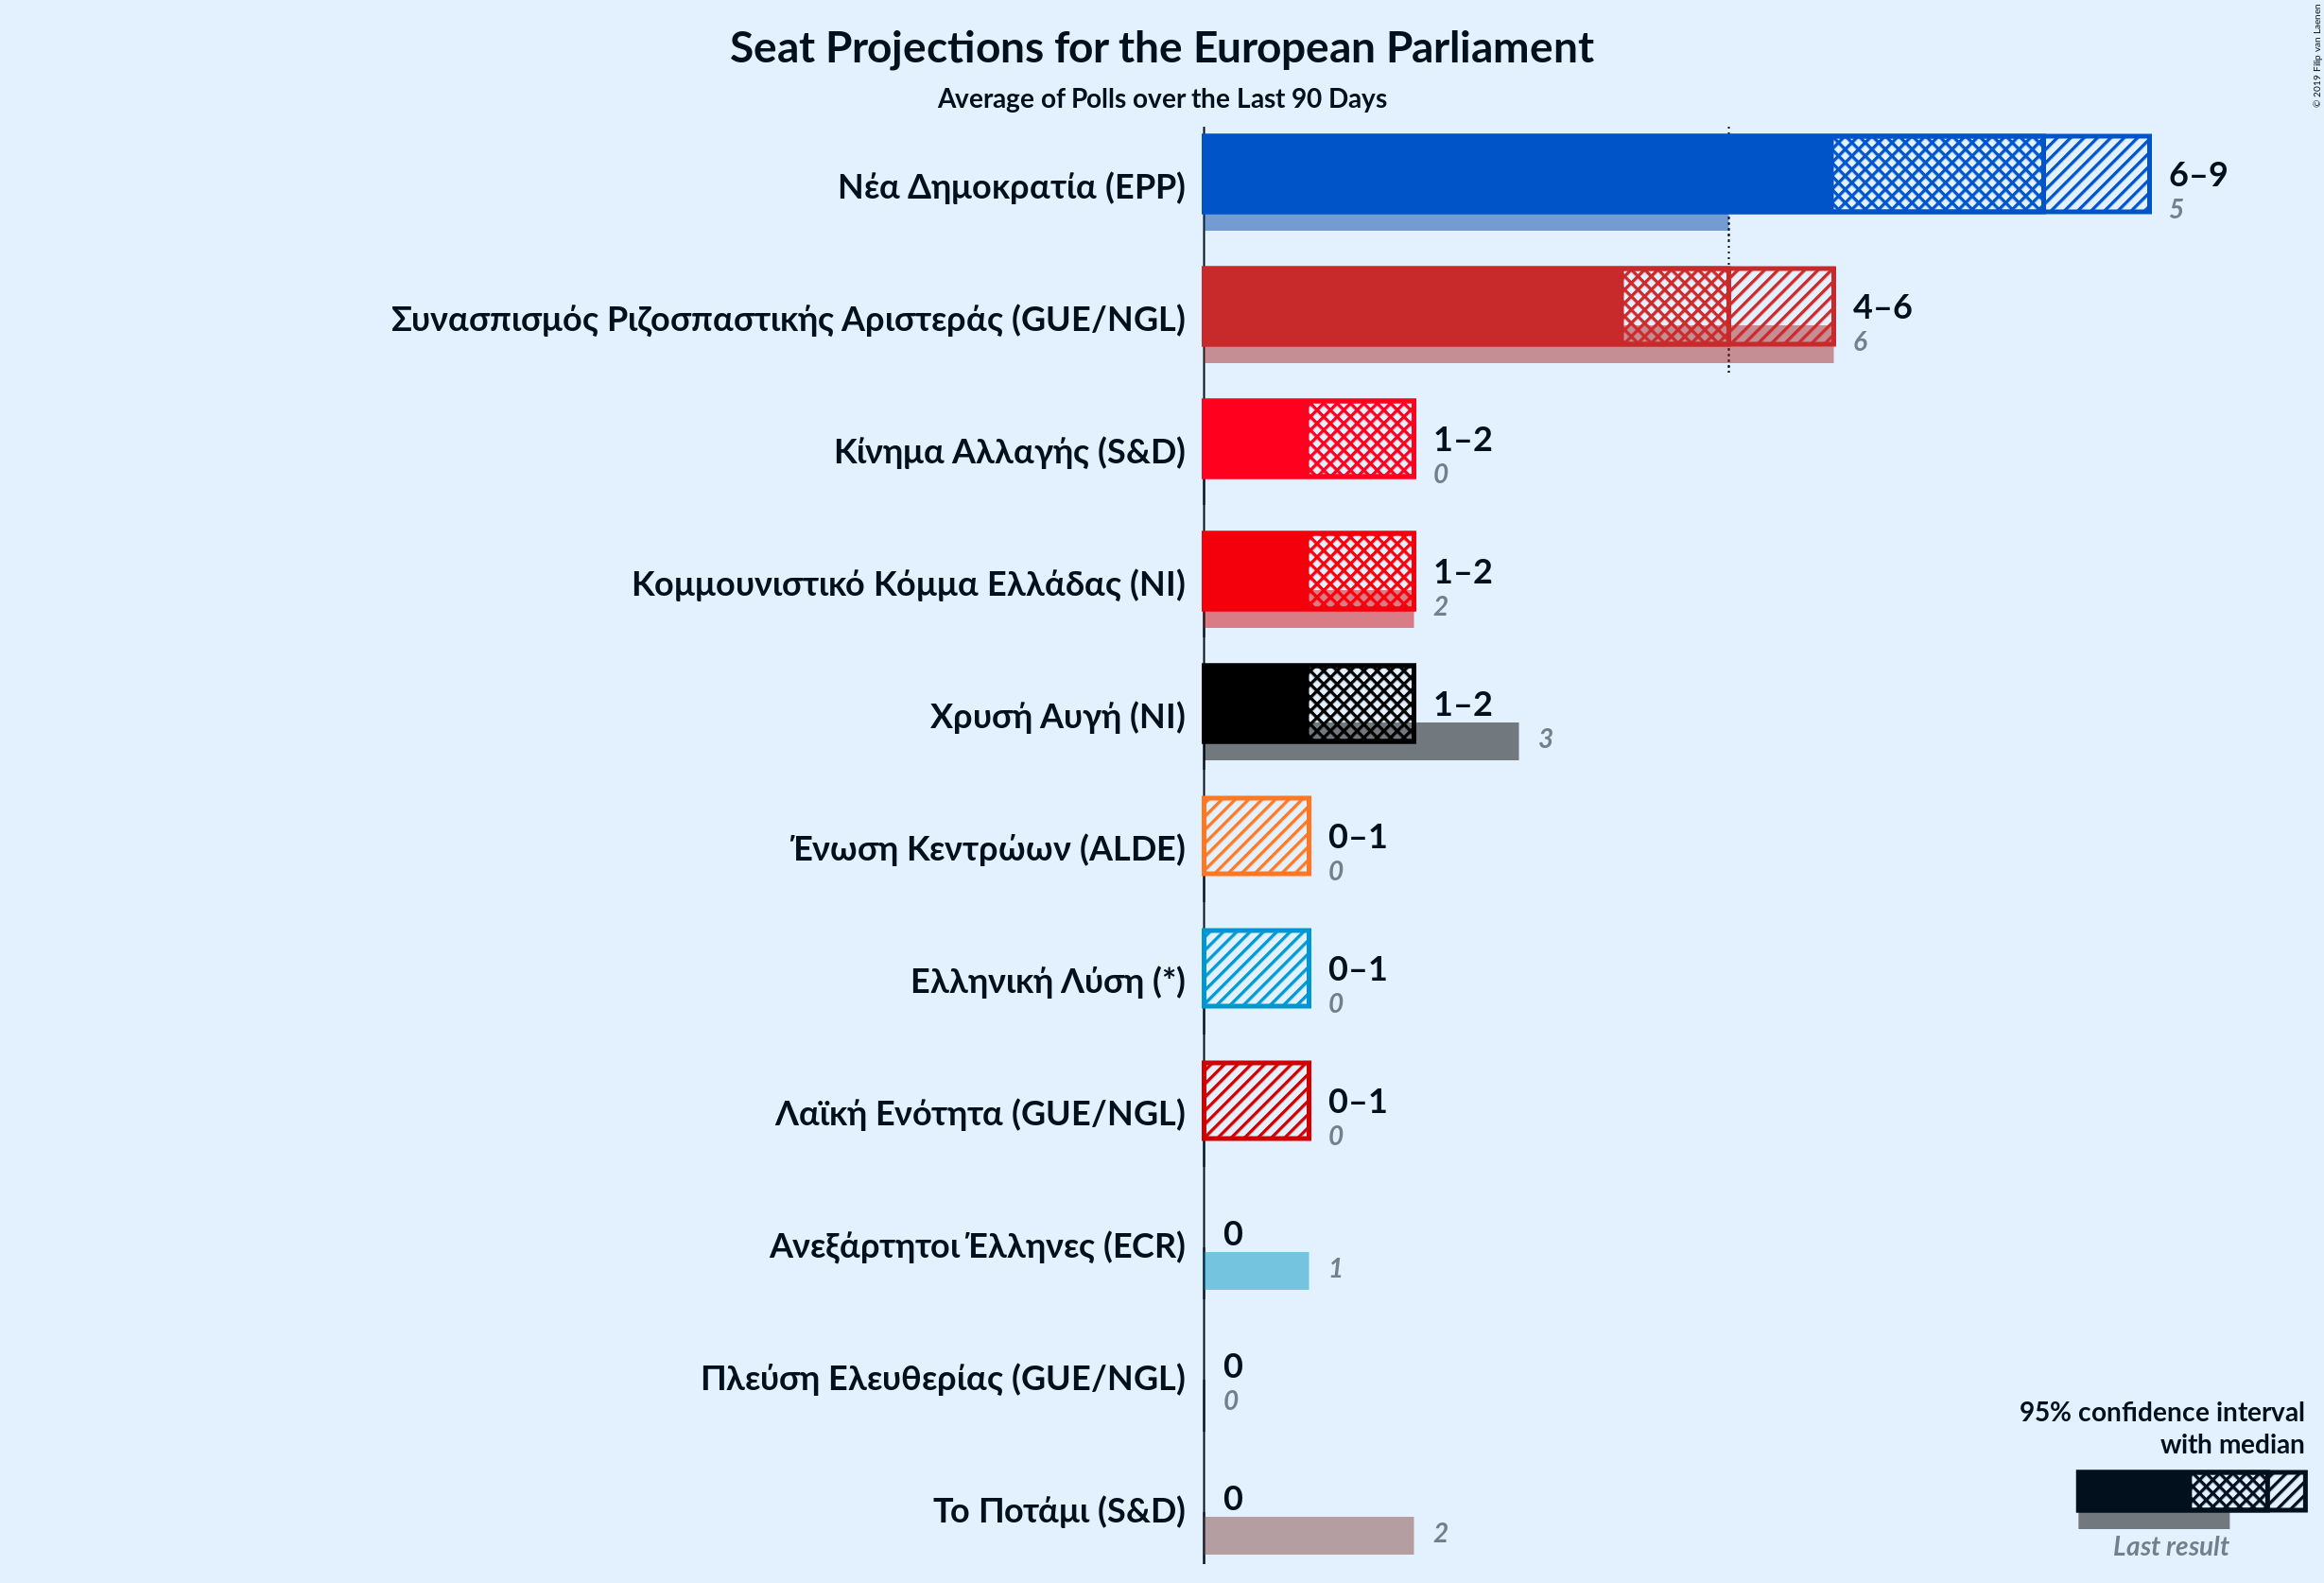 Seat Projections for the European Parliament
Average of Polls over the Last 90 Days
© 2019 Filip van Laenen
Νέα Δημοκρατία (EPP)
6–9
5
Συνασπισμός Ριζοσπαστικής Αριστεράς (GUE/NGL)
4–6
6
Κίνημα Αλλαγής (S&D)
1–2
0
Κομμουνιστικό Κόμμα Ελλάδας (NI)
1–2
2
Χρυσή Αυγή (NI)
1–2
3
Ένωση Κεντρώων (ALDE)
0–1
0
Ελληνική Λύση (*)
0–1
0
Λαϊκή Ενότητα (GUE/NGL)
0–1
0
Ανεξάρτητοι Έλληνες (ECR)
0
1
Πλεύση Ελευθερίας (GUE/NGL)
0
0
Το Ποτάμι (S&D)
0
2
95% confidence interval
with median
Last result